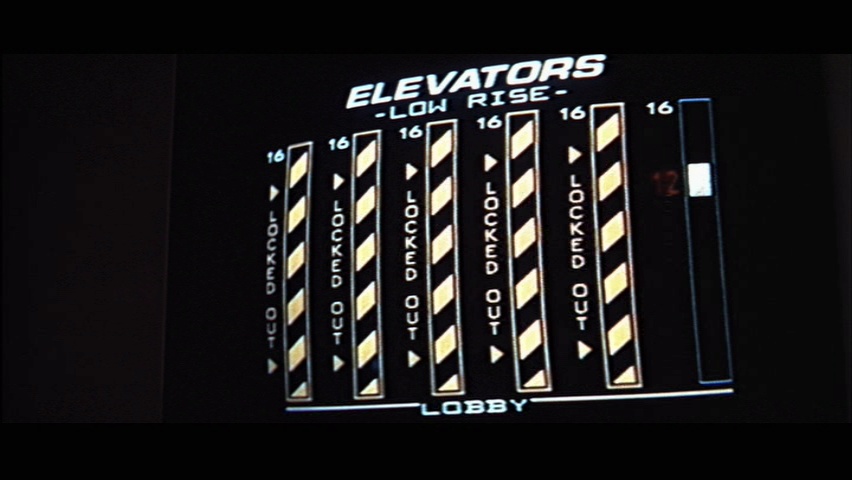 ELEVATORS
-LOW RISE-
16 16 16 16 16 16
LOCKED OUT LOCKED OUT LOCKED OUT LOCKED OUT LOCKED OUT 12
LOBBY